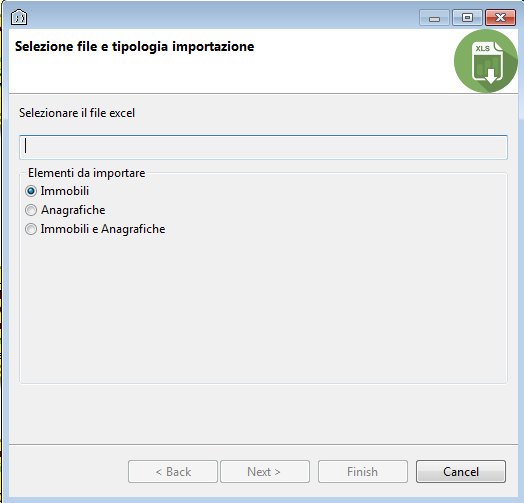 Selezione file e tipologia importazione
XLS
Selezionare il file excel
Elementi da importare
Immobili
Anagrafiche
Immobili e Anagrafiche
< Back
Next >
Finish
Cancel